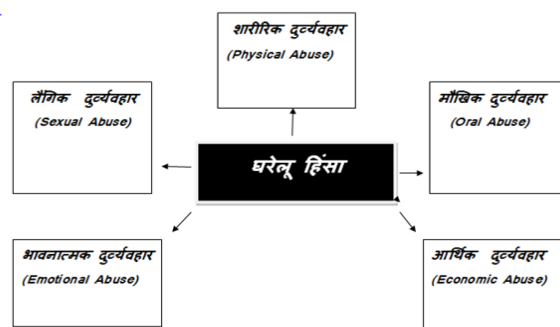 शारीरिक दुर्व्यवहार
(Physical Abuse)
लैगिक दुर्व्यवहार
(Sexual Abuse)
मौखिक दुर्व्यवहार
(Oral Abuse)
घरेलू हिंसा
भावनात्मक दुर्व्यवहार
(Emotional Abuse)
आर्थिक दुर्व्यवहार
(Economic Abuse)